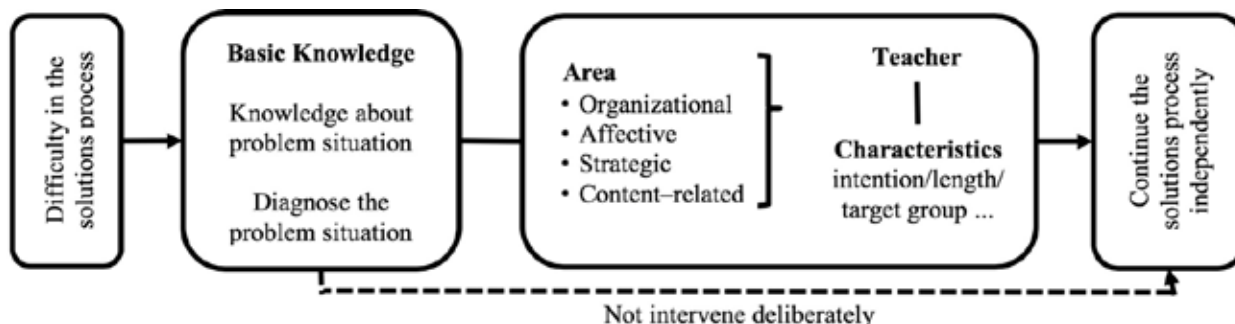 Difficulty in the
solutions process
Basic Knowledge
Knowledge about
problem situation
Diagnose the
problem situation
Area
• Organizational
• Affective
• Strategic
• Content–related
Teacher
Characteristics
intention/length/
target group ...
Continue the
solutions process
independently
Not intervene deliberately